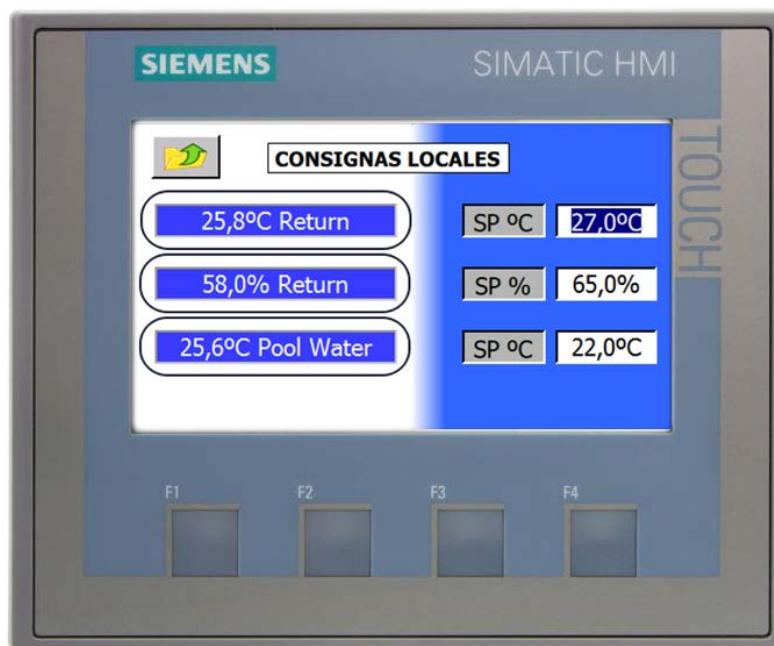 SIEMENS
SIMATIC HMI
TOUCH
CONSIGNAS LOCALES
25,8ºC Return SP ºC 27,0ºC
58,0% Return SP % 65,0%
25,6ºC Pool Water SP ºC 22,0ºC
F1 F2 F3 F4